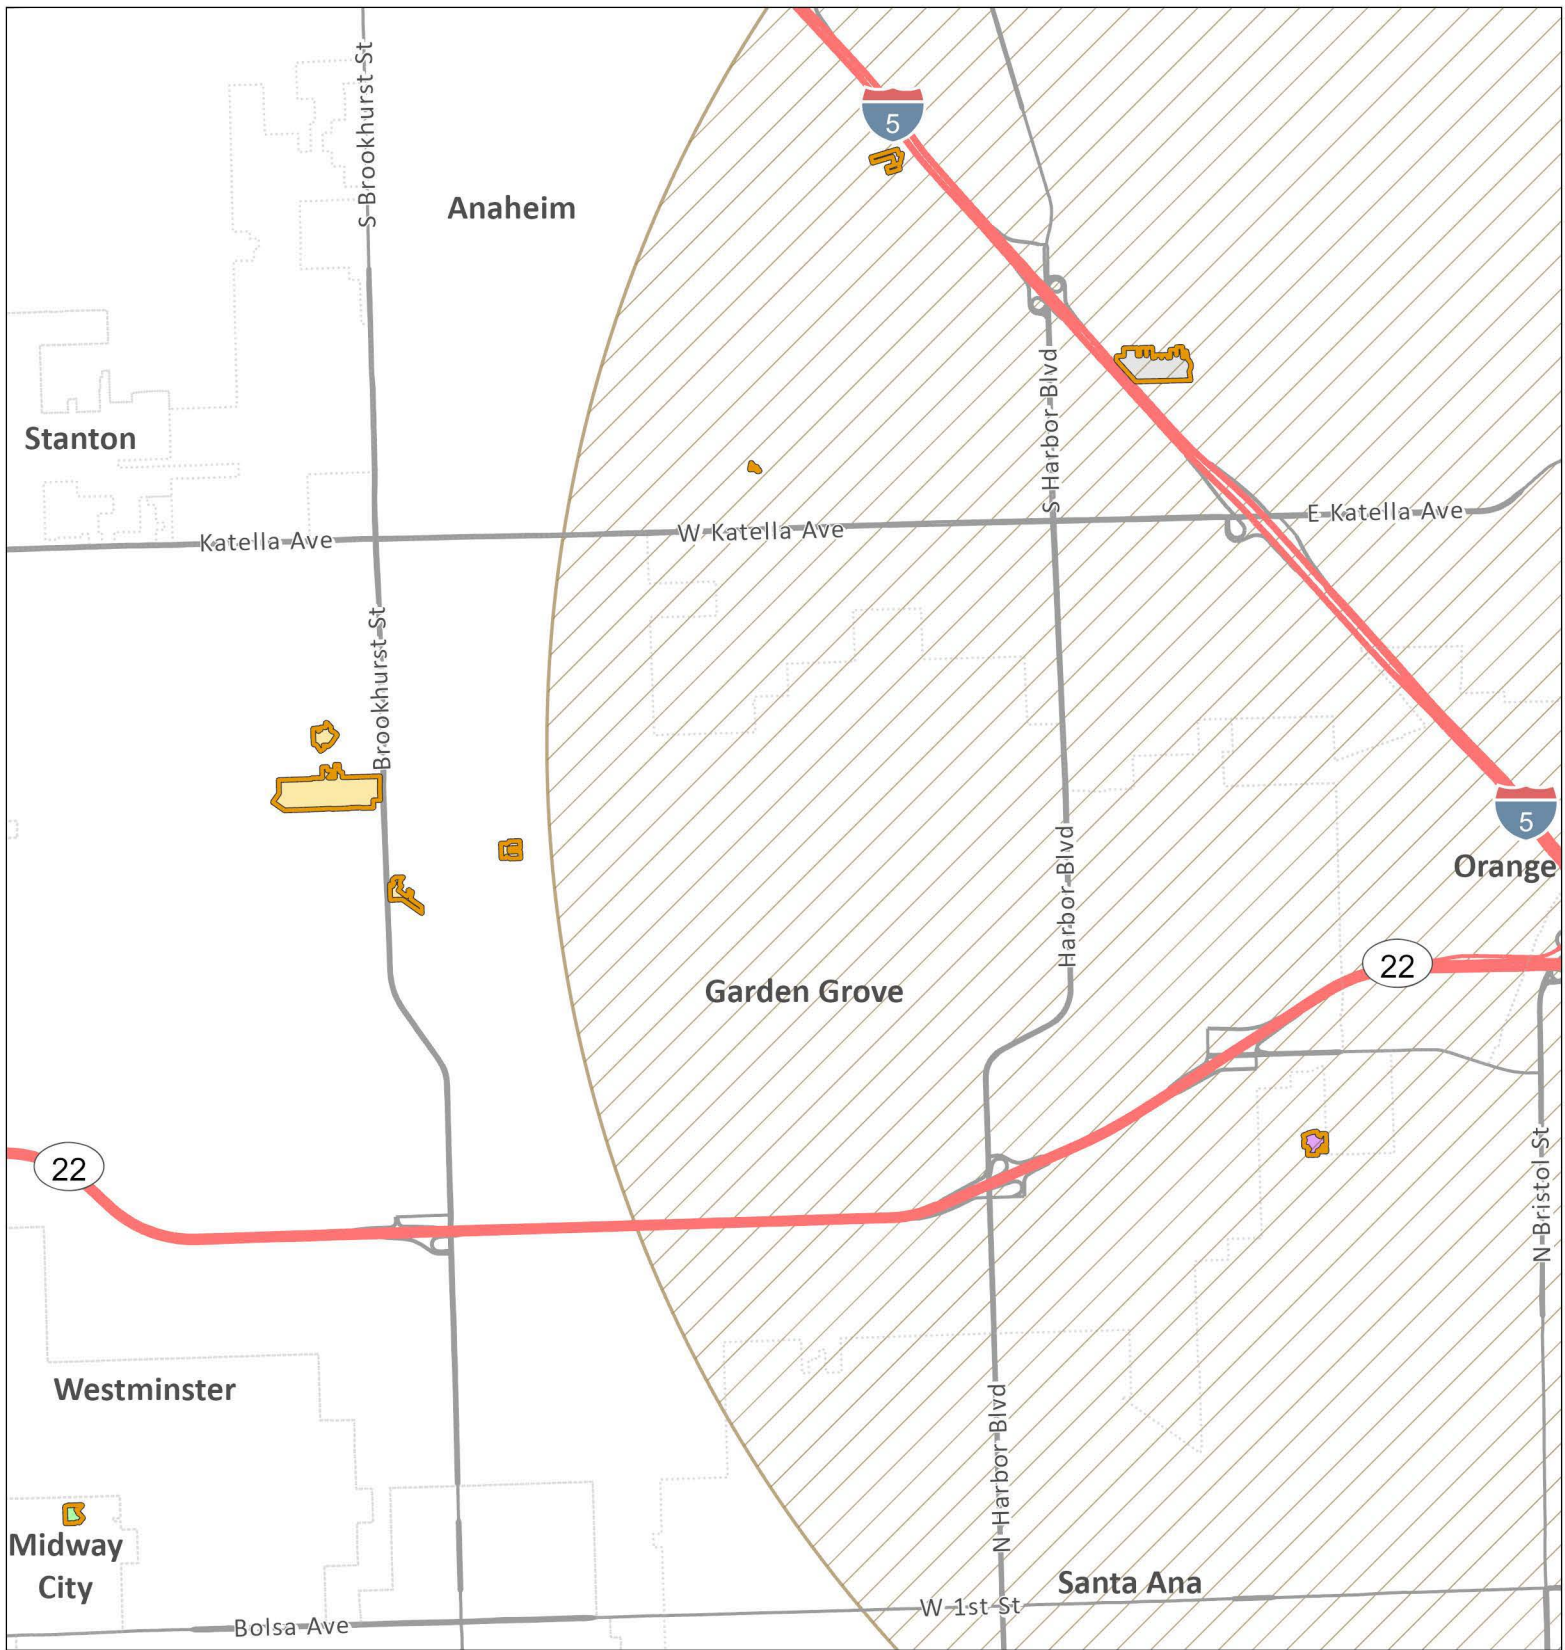 S Brookhurst St
5
Anaheim
S Harbor Blvd
Stanton
Katella Ave
W Katella Ave
E Katella Ave
Brookhurst St
5
Orange
Harbor Blvd
Garden Grove
22
22
N Bristol St
Westminster
N Harbor Blvd
Midway
City
Santa Ana
W 1st St
Bolsa Ave